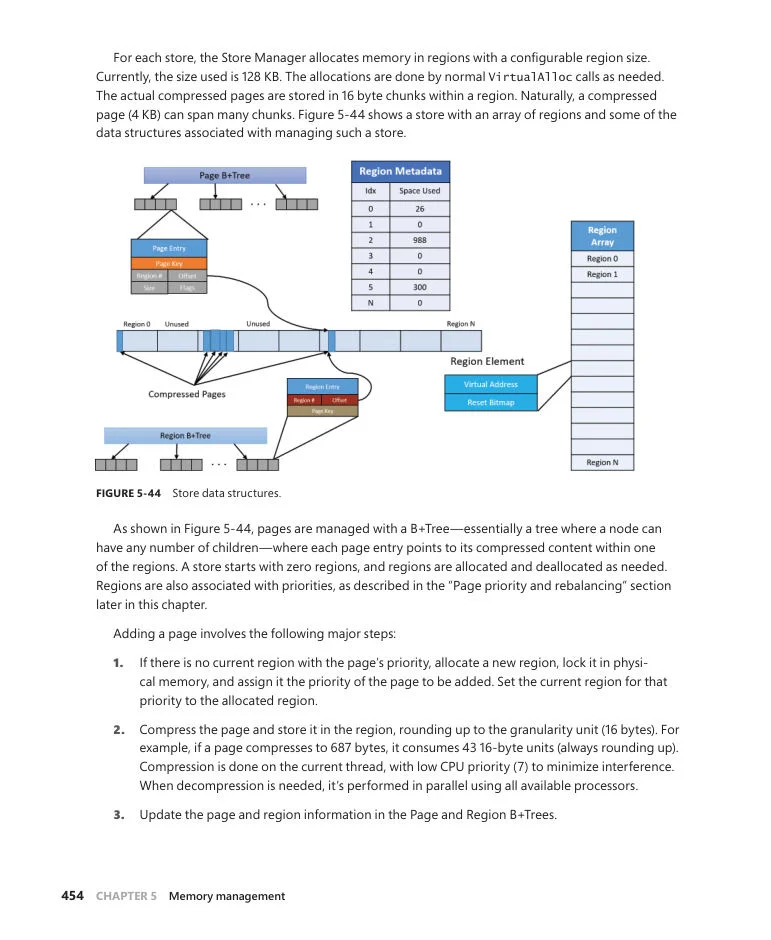 For each store, the Store Manager allocates memory in regions with a configurable region size.
Currently, the size used is 128 KB. The allocations are done by normal VirtualAlloc calls as needed.
The actual compressed pages are stored in 16 byte chunks within a region. Naturally, a compressed
page (4 KB) can span many chunks. Figure 5-44 shows a store with an array of regions and some of the
data structures associated with managing such a store.
Page B+Tree
. . .
Page Entry
Page Key
Region # Offset
Size Flags
Region Metadata
Idx Space Used
0 26
1 0
2 988
3 0
4 0
5 300
N 0
Region
Array
Region 0
Region 1
Region N
Region 0 Unused Unused Region N
Compressed Pages
Region Element
Virtual Address
Reset Bitmap
Region Entry
Region # Offset
Page Key
Region B+Tree
. . .
FIGURE 5-44 Store data structures.
As shown in Figure 5-44, pages are managed with a B+Tree—essentially a tree where a node can
have any number of children—where each page entry points to its compressed content within one
of the regions. A store starts with zero regions, and regions are allocated and deallocated as needed.
Regions are also associated with priorities, as described in the “Page priority and rebalancing” section
later in this chapter.
Adding a page involves the following major steps:
1. If there is no current region with the page’s priority, allocate a new region, lock it in physi-
cal memory, and assign it the priority of the page to be added. Set the current region for that
priority to the allocated region.
2. Compress the page and store it in the region, rounding up to the granularity unit (16 bytes). For
example, if a page compresses to 687 bytes, it consumes 43 16-byte units (always rounding up).
Compression is done on the current thread, with low CPU priority (7) to minimize interference.
When decompression is needed, it’s performed in parallel using all available processors.
3. Update the page and region information in the Page and Region B+Trees.
454 CHAPTER 5 Memory management